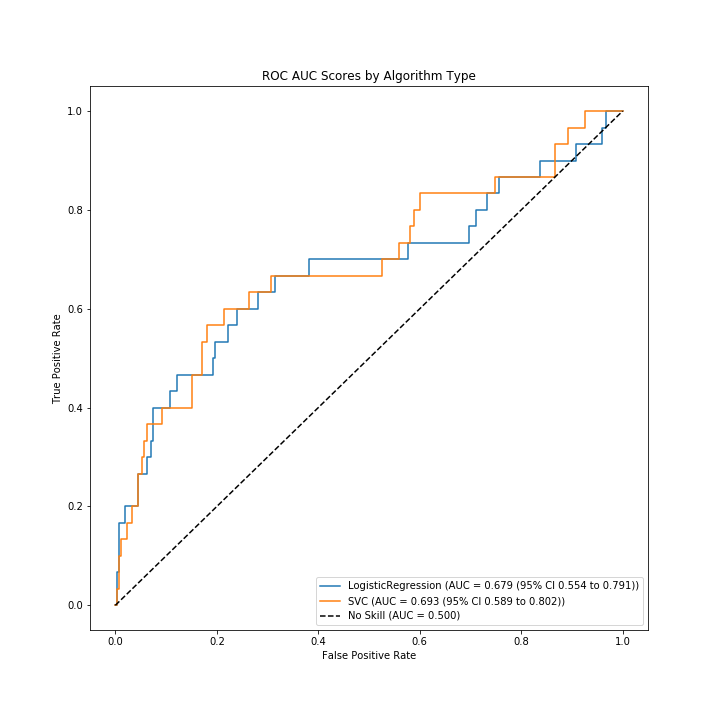 ROC AUC Scores by Algorithm Type
1.0
0.8
0.6
0.4
0.2
0.0
True Positive Rate
LogisticRegression (AUC = 0.679 (95% CI 0.554 to 0.791))
SVC (AUC = 0.693 (95% CI 0.589 to 0.802))
No Skill (AUC = 0.500)
0.0 0.2 0.4 0.6 0.8 1.0
False Positive Rate